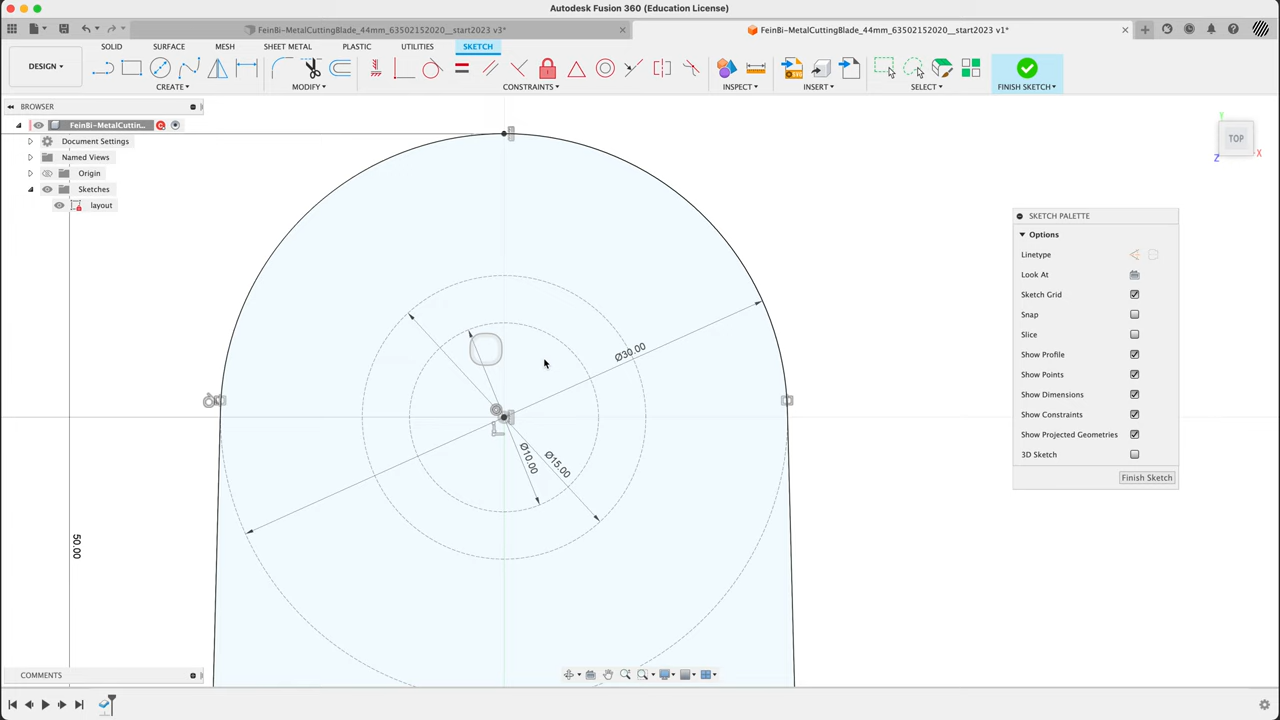 Autodesk Fusion 360 (Education License)
FeinBi-MetalCuttingBlade_44mm_63502152020__start2023 v3*
FeinBi-MetalCuttingBlade_44mm_63502152020__start2023 v1*
DESIGN
SOLID SURFACE MESH SHEET METAL PLASTIC UTILITIES SKETCH
CREATE MODIFY CONSTRAINTS INSPECT INSERT SELECT FINISH SKETCH
BROWSER
FeinBi-MetalCuttin...
Document Settings
Named Views
Origin
Sketches
layout
TOP
X
Y
Z
SKETCH PALETTE
Options
Linetype
Look At
Sketch Grid
Snap
Slice
Show Profile
Show Points
Show Dimensions
Show Constraints
Show Projected Geometries
3D Sketch
Finish Sketch
Ø30.00
Ø10.00
Ø15.00
50.00
COMMENTS